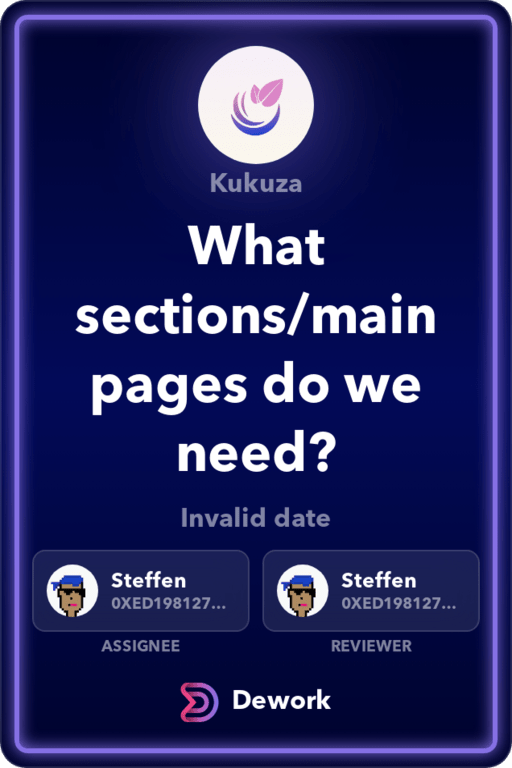 Kukuza
What
sections/main
pages do we
need?
Invalid date
Steffen
0XED198127...
ASSIGNEE
Steffen
0XED198127...
REVIEWER
Dework